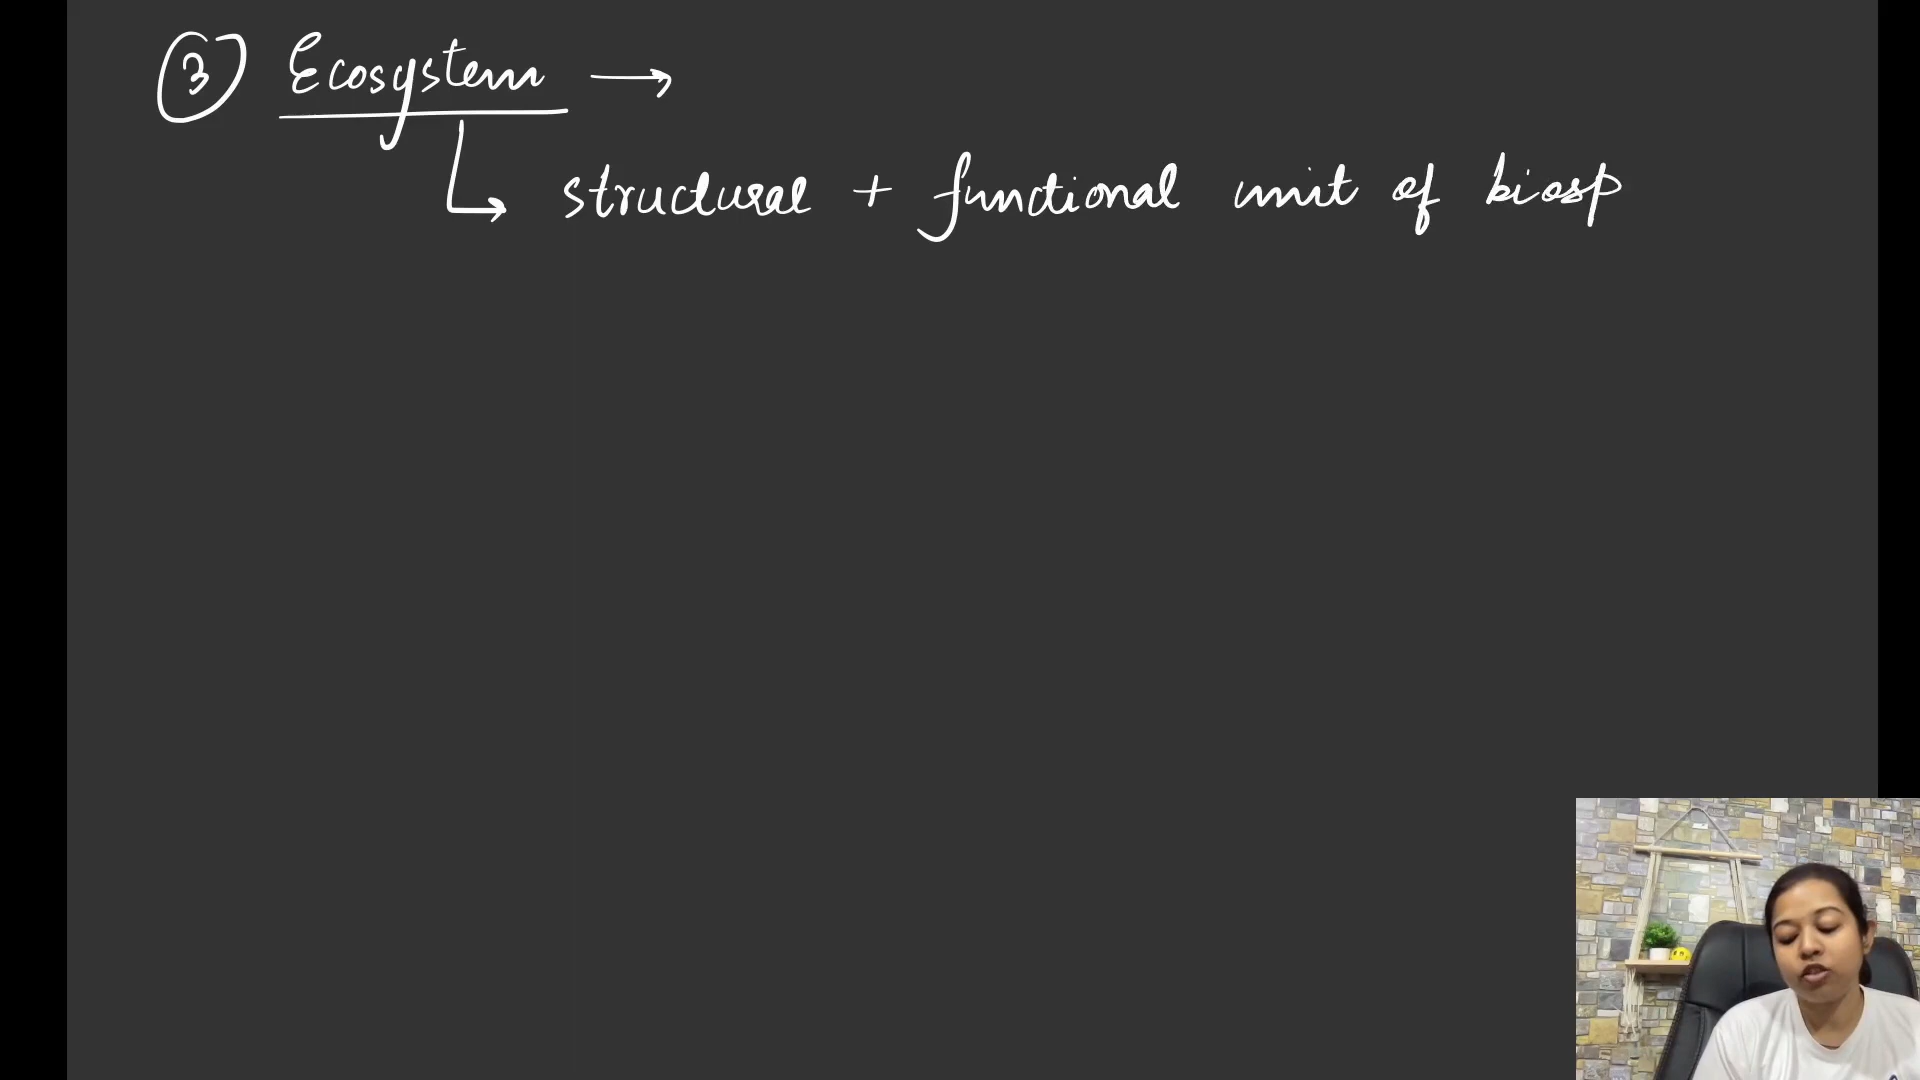 ③ Ecosystem →
↳ structural + functional unit of biosp